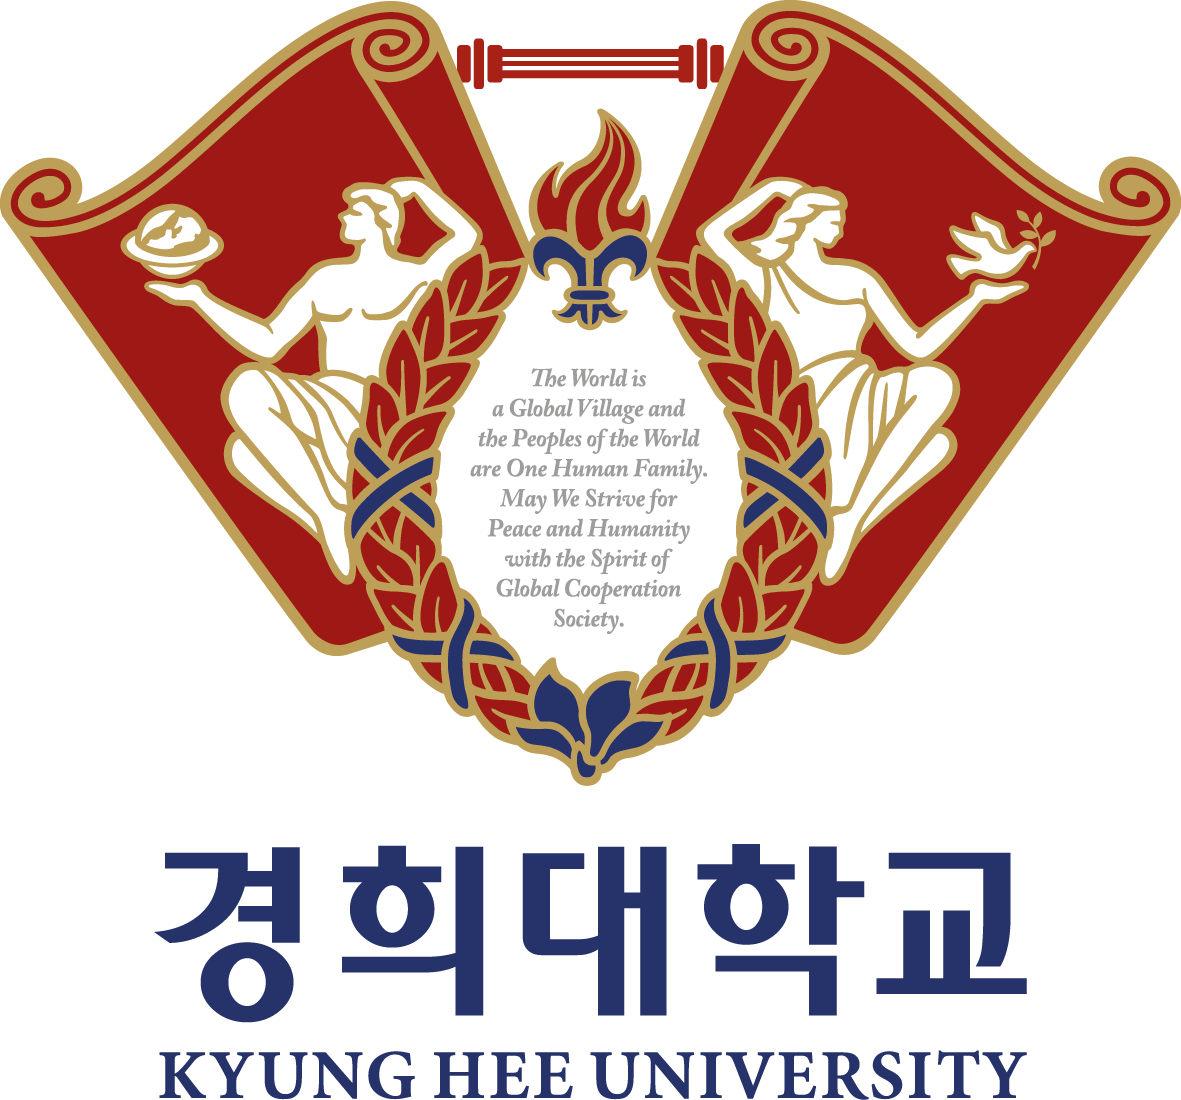 The World is
a Global Village and
the Peoples of the World
are One Human Family.
May We Strive for
Peace and Humanity
with the Spirit of
Global Cooperation
Society.
경희대학교
KYUNG HEE UNIVERSITY